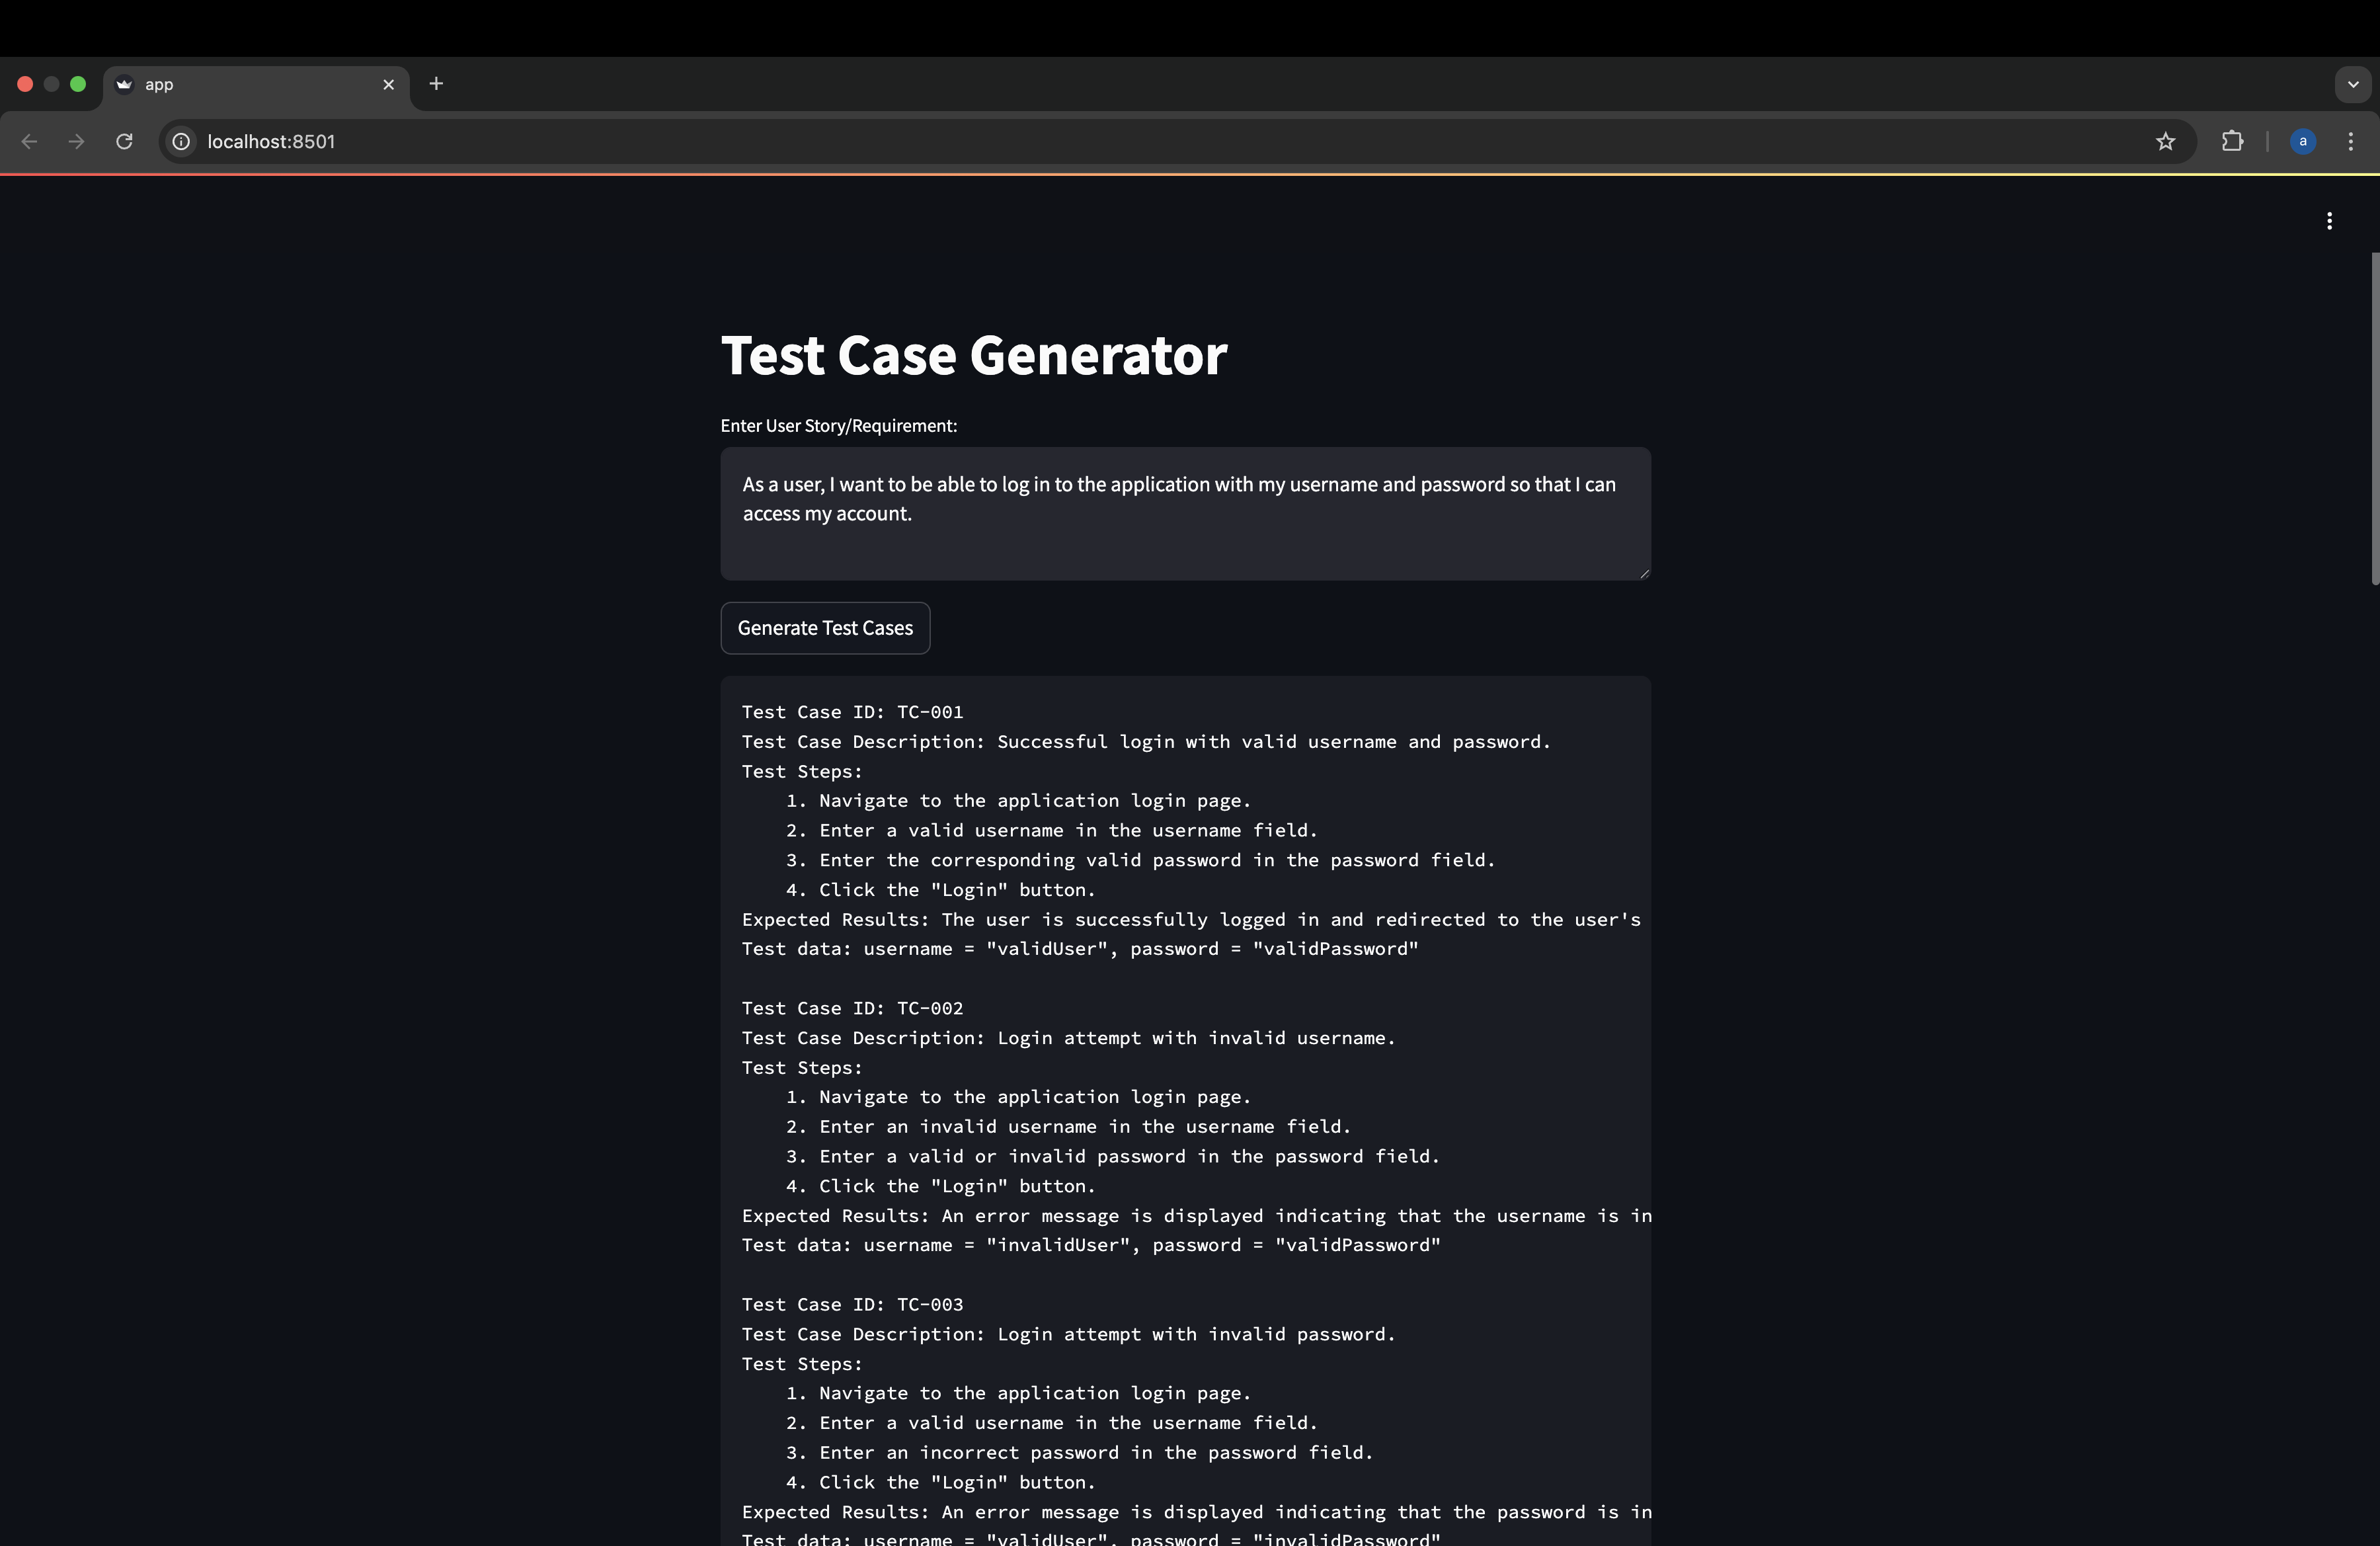 app
localhost:8501
a
Test Case Generator
Enter User Story/Requirement:
As a user, I want to be able to log in to the application with my username and password so that I can
access my account.
Generate Test Cases
Test Case ID: TC-001
Test Case Description: Successful login with valid username and password.
Test Steps:
1. Navigate to the application login page.
2. Enter a valid username in the username field.
3. Enter the corresponding valid password in the password field.
4. Click the "Login" button.
Expected Results: The user is successfully logged in and redirected to the user's
Test data: username = "validUser", password = "validPassword"
Test Case ID: TC-002
Test Case Description: Login attempt with invalid username.
Test Steps:
1. Navigate to the application login page.
2. Enter an invalid username in the username field.
3. Enter a valid or invalid password in the password field.
4. Click the "Login" button.
Expected Results: An error message is displayed indicating that the username is in
Test data: username = "invalidUser", password = "validPassword"
Test Case ID: TC-003
Test Case Description: Login attempt with invalid password.
Test Steps:
1. Navigate to the application login page.
2. Enter a valid username in the username field.
3. Enter an incorrect password in the password field.
4. Click the "Login" button.
Expected Results: An error message is displayed indicating that the password is in
Test data: username = "validUser", password = "invalidPassword"